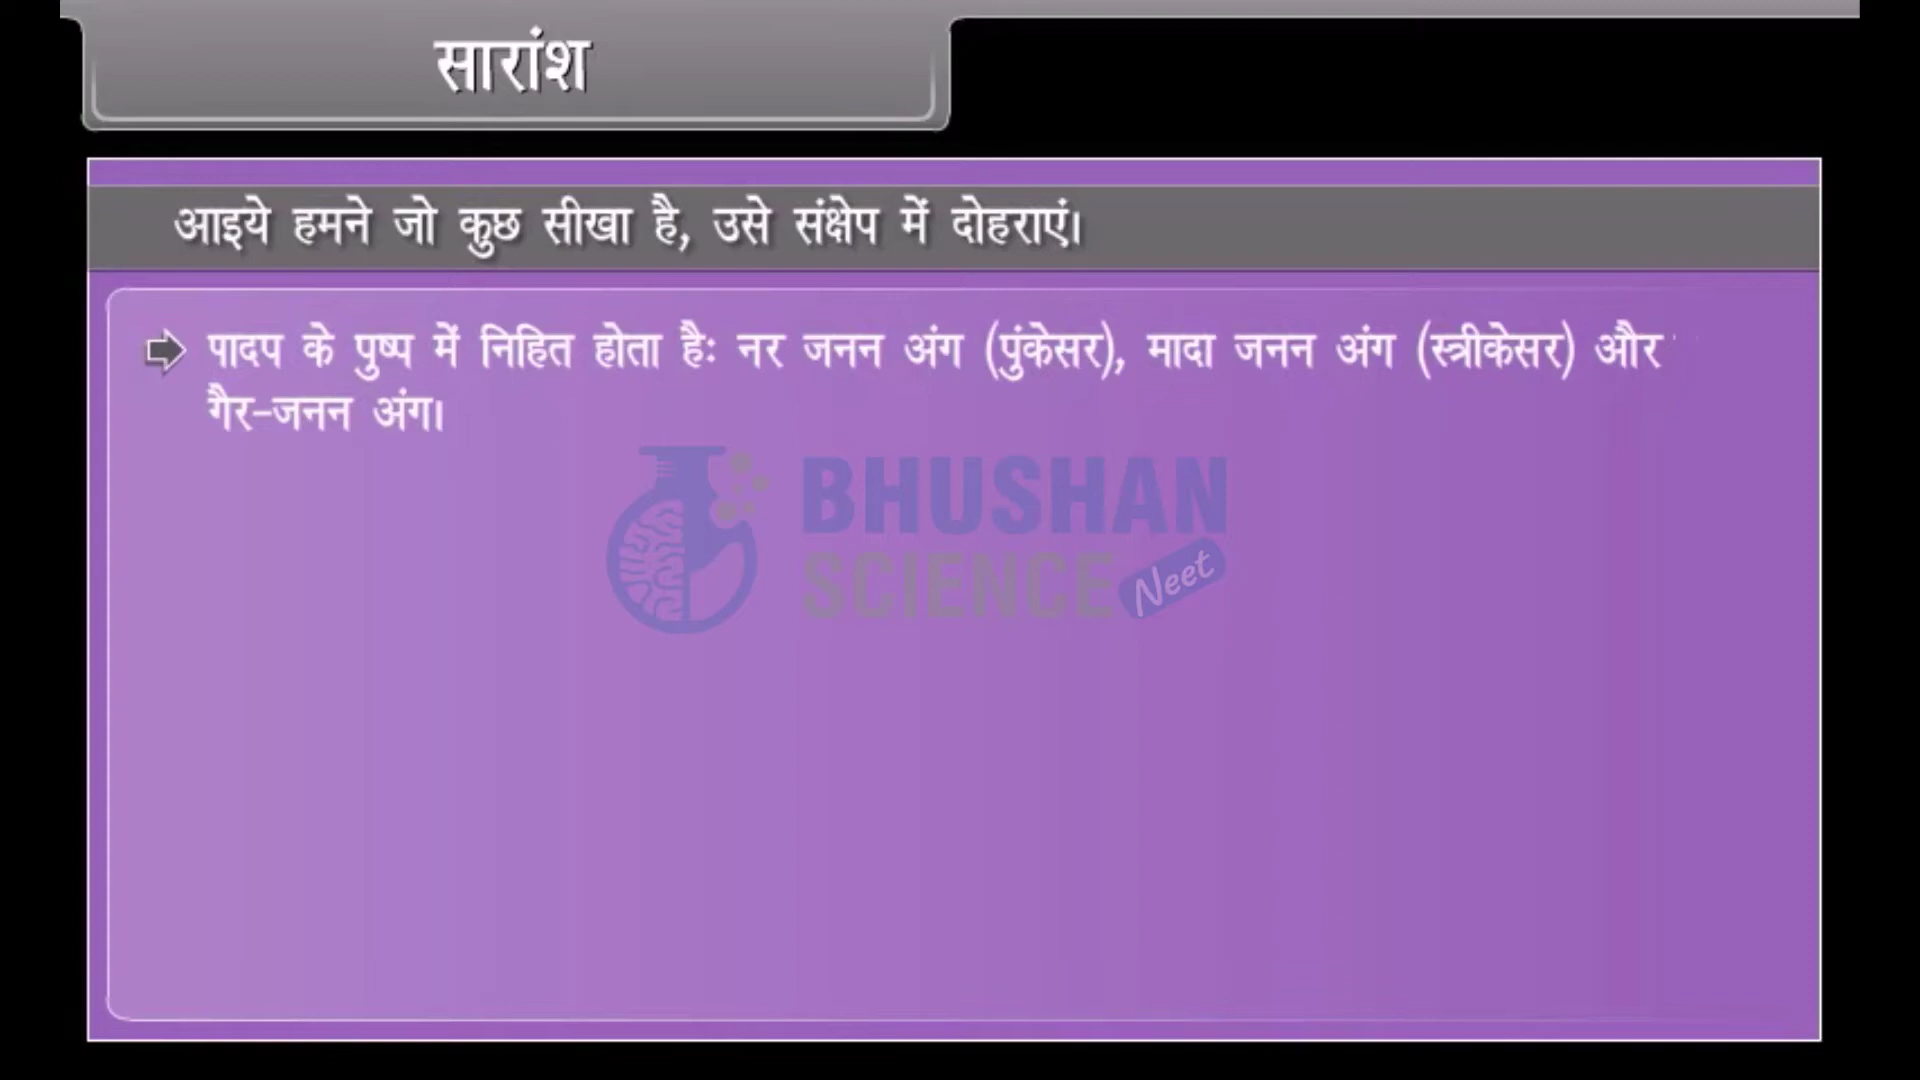 सारांश
आइये हमने जो कुछ सीखा है, उसे संक्षेप में दोहराएं।
पादप के पुष्प में निहित होता हैः नर जनन अंग (पुंकेसर), मादा जनन अंग (स्त्रीकेसर) और
गैर-जनन अंग।
BHUSHAN
SCIENCE Neet